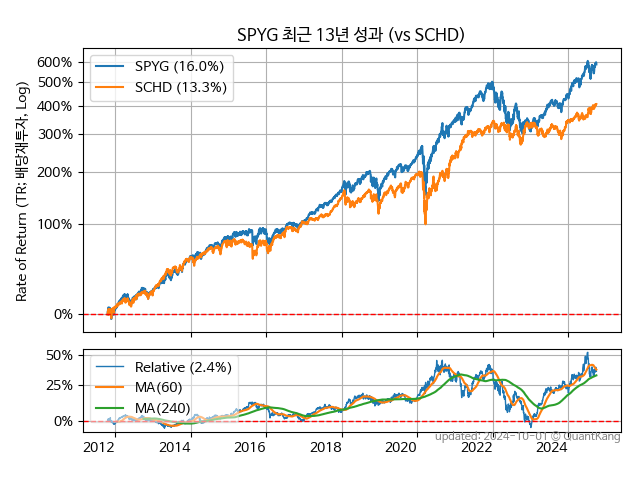 SPYG 최근 13년 성과 (vs SCHD)
Rate of Return (TR; 배당재투자, Log)
600%
500%
400%
300%
200%
100%
0%
SPYG (16.0%)
SCHD (13.3%)
50%
25%
0%
Relative (2.4%)
MA(60)
MA(240)
updated: 2024-10-01 © QuantKang
2012 2014 2016 2018 2020 2022 2024